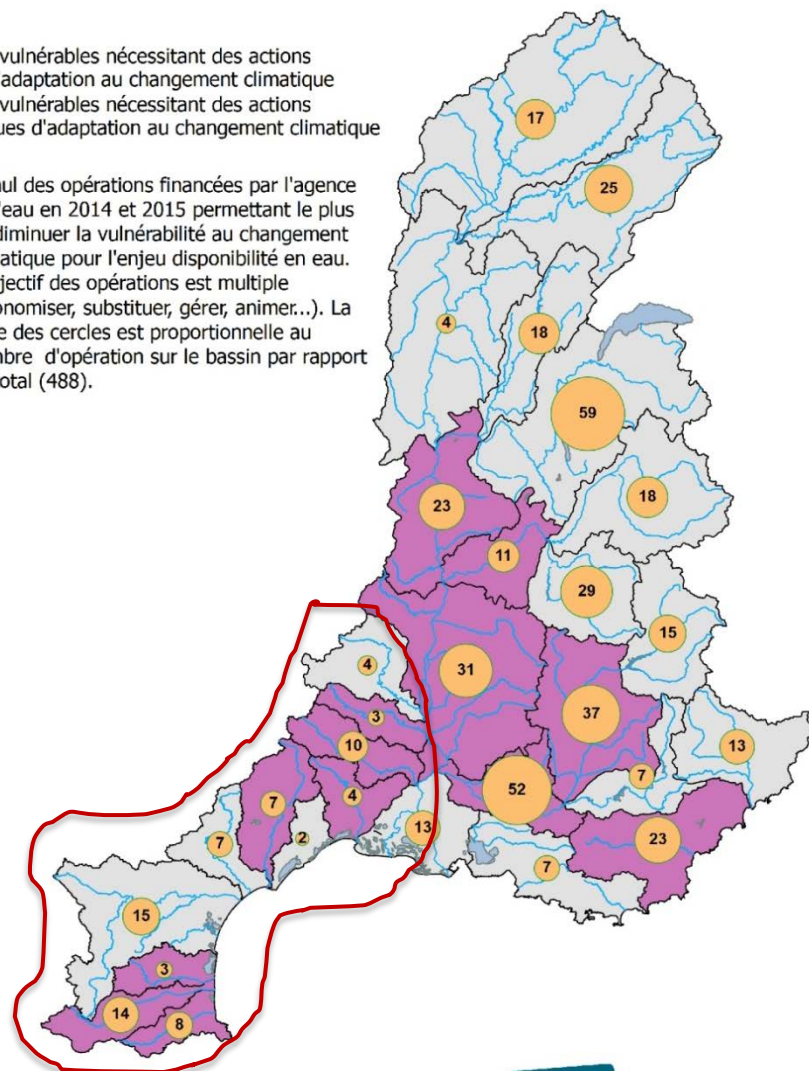 vulnérables nécessitant des actions
adaptation au changement climatique
vulnérables nécessitant des actions
ues d'adaptation au changement climatique
ul des opérations financées par l'agence
'eau en 2014 et 2015 permettant le plus
diminuer la vulnérabilité au changement
atique pour l'enjeu disponibilité en eau.
jectif des opérations est multiple
onomiser, substituer, gérer, animer...). La
e des cercles est proportionnelle au
bre d'opération sur le bassin par rapport
otal (488).
17
25
4
18
59
18
23
11
29
15
4
31
3
37
10
13
7
4
52
7
7
2
13
23
7
15
3
14
8